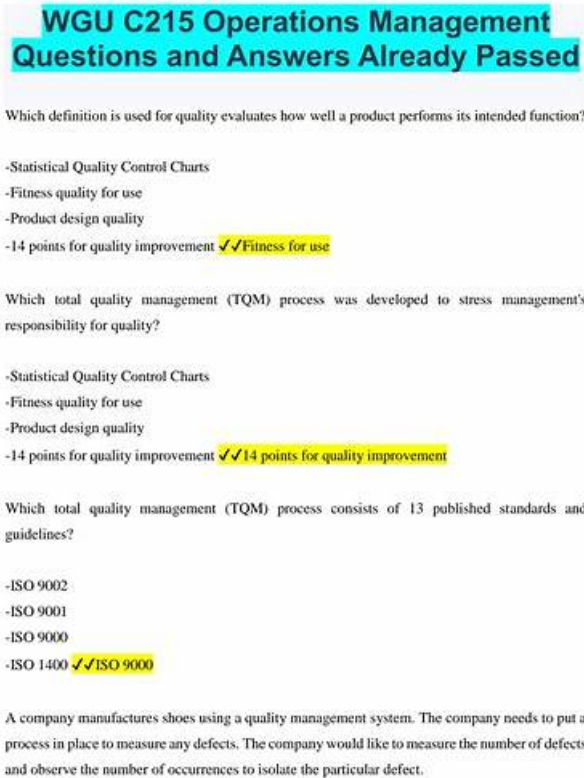 WGU C215 Operations Management
Questions and Answers Already Passed
Which definition is used for quality evaluates how well a product performs its intended function?
-Statistical Quality Control Charts
-Fitness quality for use
-Product design quality
-14 points for quality improvement ✓✓Fitness for use
Which total quality management (TQM) process was developed to stress management's
responsibility for quality?
-Statistical Quality Control Charts
-Fitness quality for use
-Product design quality
-14 points for quality improvement ✓✓14 points for quality improvement
Which total quality management (TQM) process consists of 13 published standards and
guidelines?
-ISO 9002
-ISO 9001
-ISO 9000
-ISO 1400 ✓✓ISO 9000
A company manufactures shoes using a quality management system. The company needs to put a
process in place to measure any defects. The company would like to measure the number of defects
and observe the number of occurrences to isolate the particular defect.